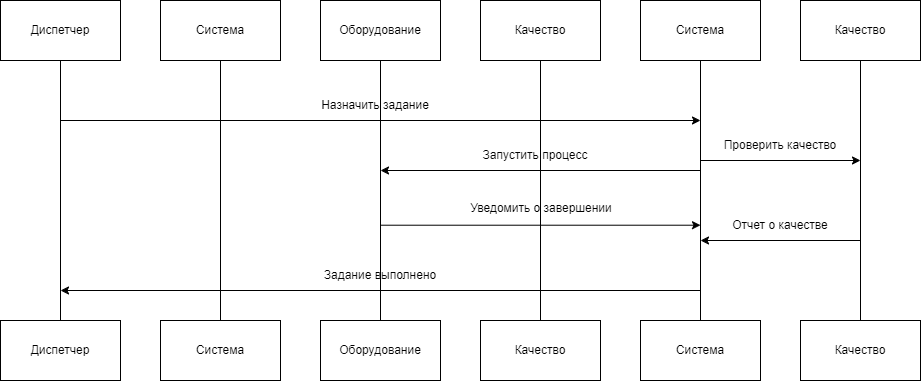 Диспетчер
Система
Оборудование
Качество
Система
Качество
Назначить задание
Проверить качество
Запустить процесс
Уведомить о завершении
Отчет о качестве
Задание выполнено
Диспетчер
Система
Оборудование
Качество
Система
Качество